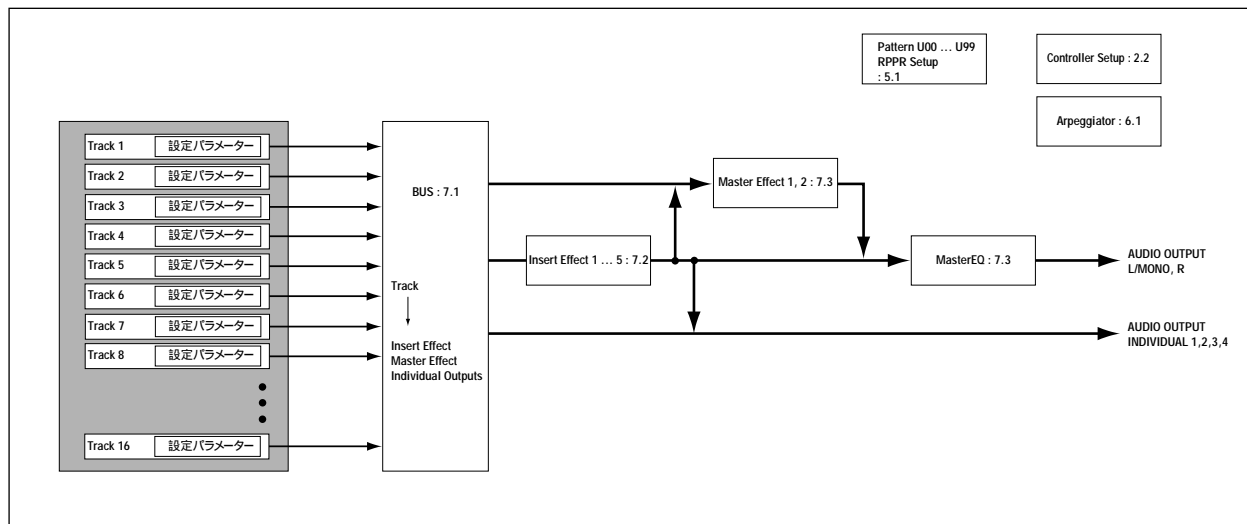 Pattern U00 ... U99
RPPR Setup
: 5.1
Controller Setup : 2.2
Arpeggiator : 6.1
Track 1 設定パラメーター
Track 2 設定パラメーター
Track 3 設定パラメーター
Track 4 設定パラメーター
Track 5 設定パラメーター
Track 6 設定パラメーター
Track 7 設定パラメーター
Track 8 設定パラメーター
Track 16 設定パラメーター
BUS : 7.1
Track
Insert Effect
Master Effect
Individual Outputs
Master Effect 1, 2 : 7.3
Insert Effect 1 ... 5 : 7.2
MasterEQ : 7.3
AUDIO OUTPUT
L/MONO, R
AUDIO OUTPUT
INDIVIDUAL 1,2,3,4